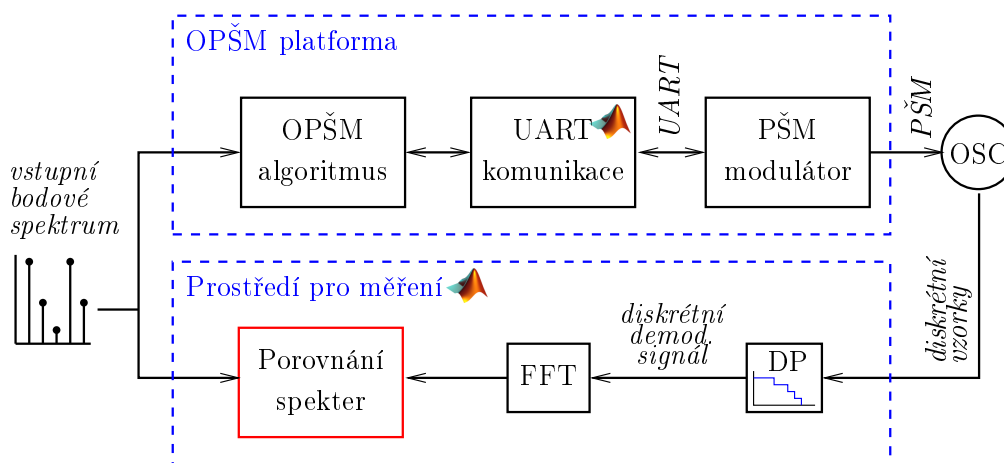 OPŠM platforma
OPŠM
algoritmus
UART
komunikace
UART
PŠM
modulátor
PŠM
OSC
vstupní
bodové
spektrum
Prostředí pro měření
Porovnání
spekter
FFT
diskrétní
demod.
signál
DP
diskrétní
vzorky